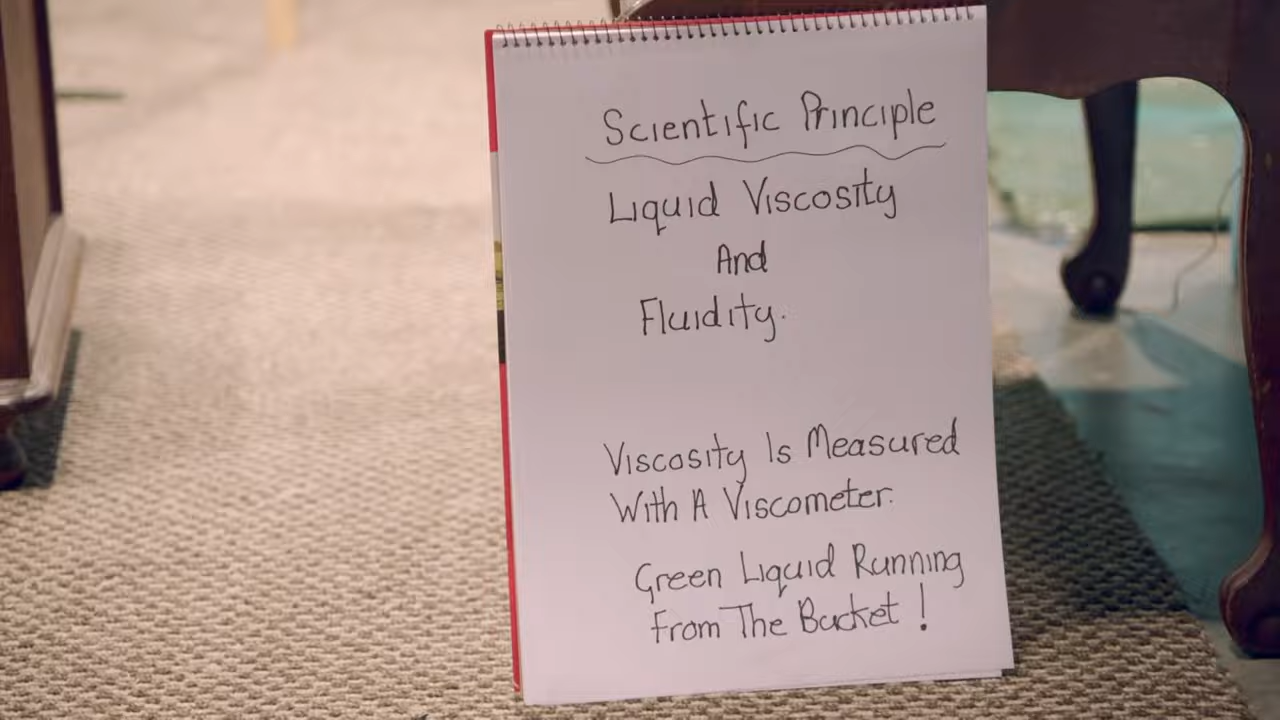 Scientific Principle
Liquid Viscosity
And
Fluidity.
Viscosity Is Measured
With A Viscometer.
Green Liquid Running
From The Bucket!